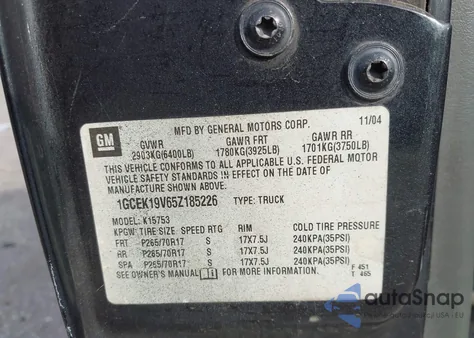 GM
MFD BY GENERAL MOTORS CORP. 11/04
GVWR GAWR FRT GAWR RR
2903KG(6400LB) 1780KG(3925LB) 1701KG(3750LB)
THIS VEHICLE CONFORMS TO ALL APPLICABLE U.S. FEDERAL MOTOR
VEHICLE SAFETY STANDARDS IN EFFECT ON THE DATE OF
MANUFACTURE SHOWN ABOVE.
1GCEK19V65Z185226 TYPE: TRUCK
MODEL: K15753
KPGW TIRE SIZE SPEED RTG RIM COLD TIRE PRESSURE
FRT P265/70R17 S 17X7.5J 240KPA(35PSI)
RR P265/70R17 S 17X7.5J 240KPA(35PSI)
SPA P265/70R17 S 17X7.5J 240KPA(35PSI)
SEE OWNER'S MANUAL FOR MORE INFORMATION.
F 451
T 465
autoSnap